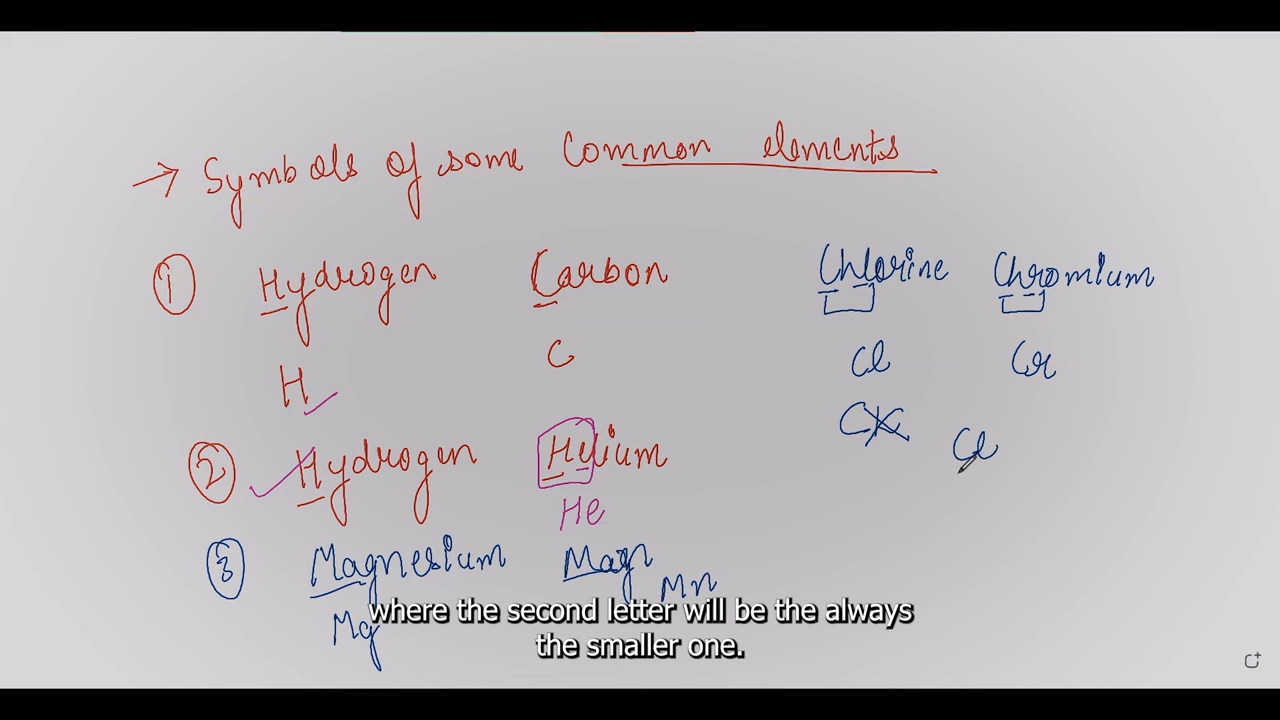 → Symbols of some Common elements
① Hydrogen Carbon Chlorine Chromium
H C Cl Cr
② Hydrogen Helium Cl
He
③ Magnesium Mn
Mg
where the second letter will be the always
the smaller one.